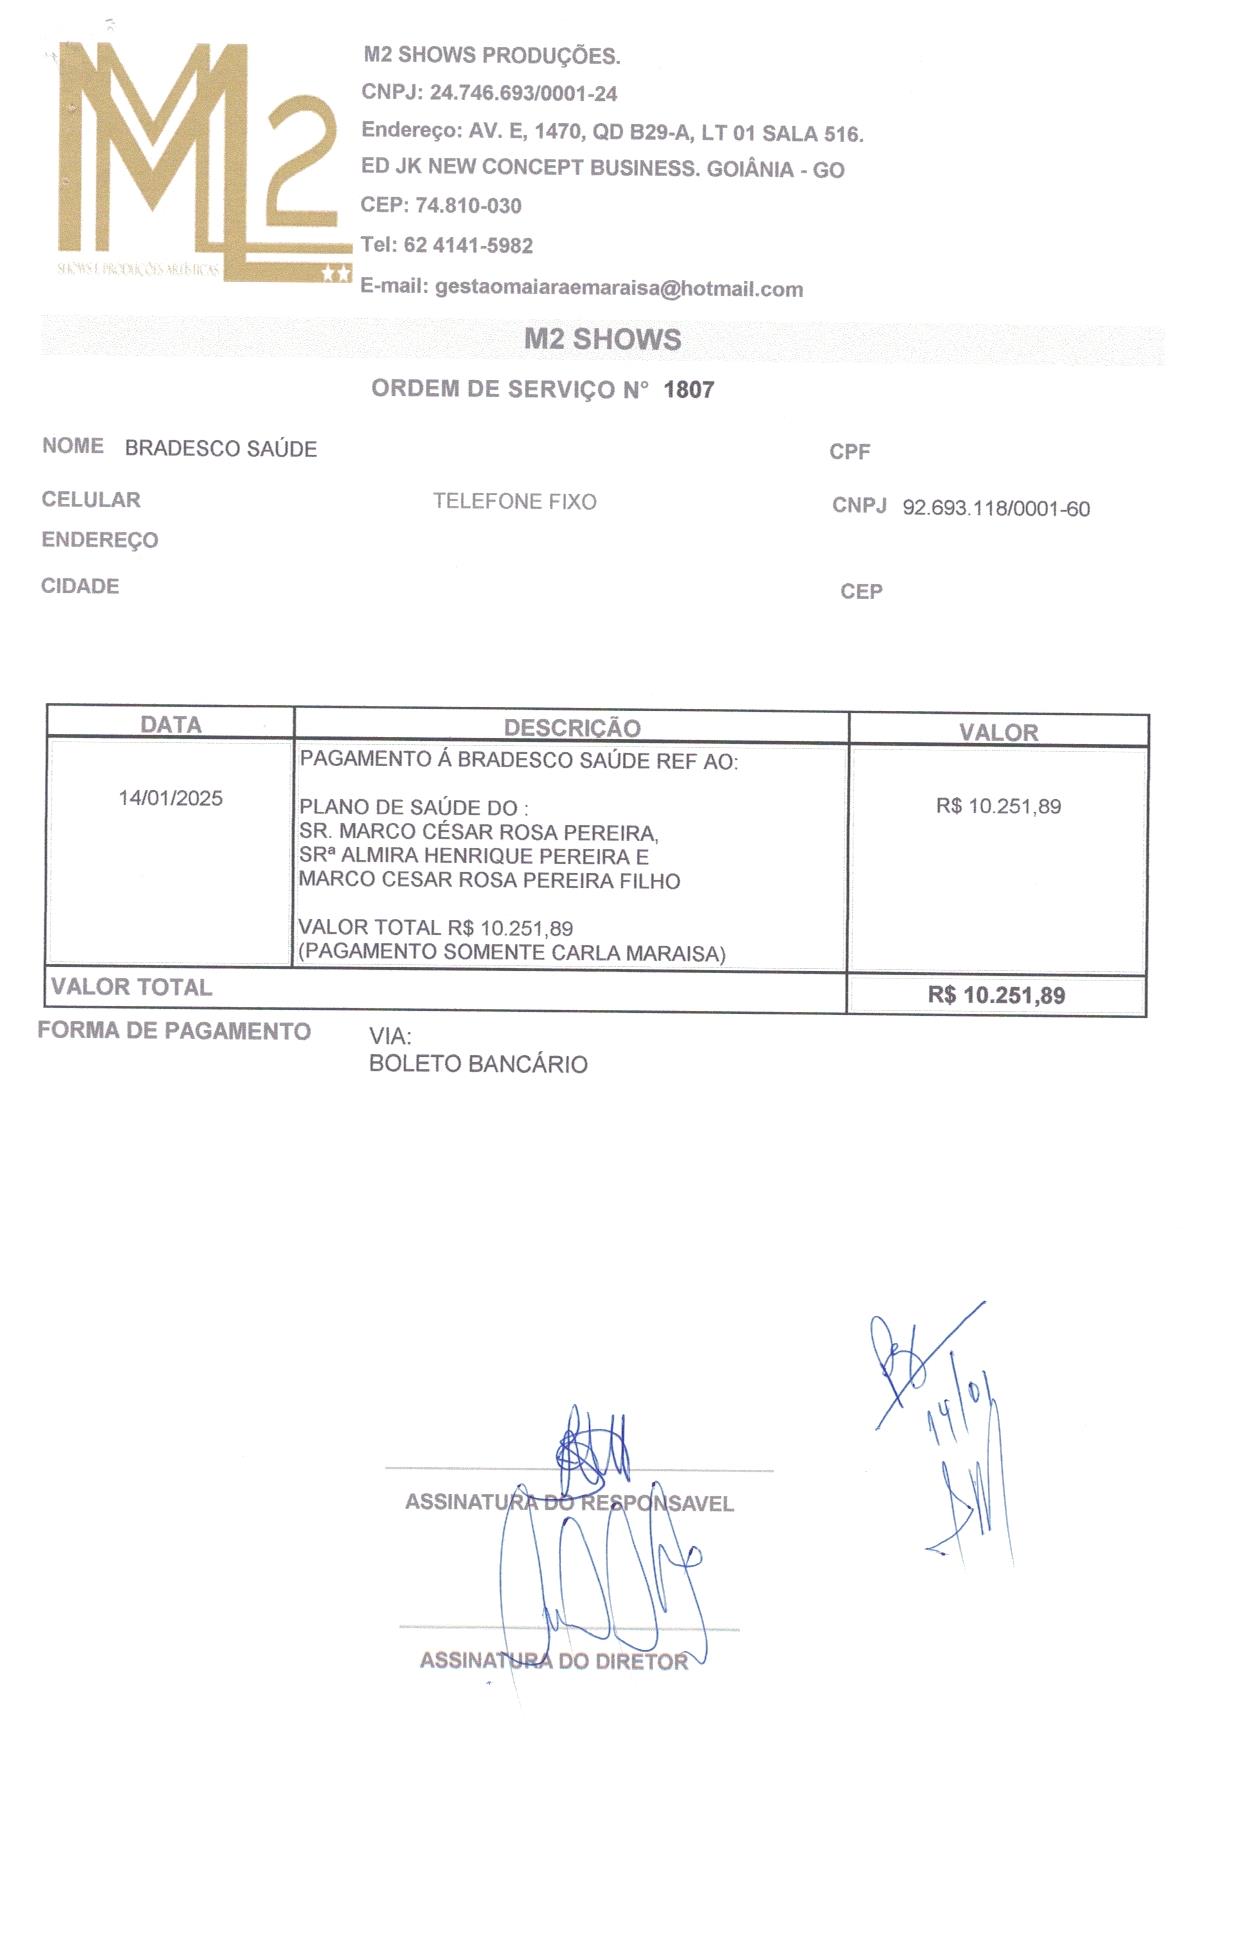 M2 SHOWS PRODUÇÕES.
CNPJ: 24.746.693/0001-24
Endereço: AV. E, 1470, QD B29-A, LT 01 SALA 516.
ED JK NEW CONCEPT BUSINESS. GOIÂNIA - GO
CEP: 74.810-030
Tel: 62 4141-5982
E-mail: gestaomaiaraemaraisa@hotmail.com
M2
SHOWS E PRODUÇÕES ARTÍSTICAS
M2 SHOWS
ORDEM DE SERVIÇO N° 1807
NOME BRADESCO SAÚDE CPF
CELULAR TELEFONE FIXO CNPJ 92.693.118/0001-60
ENDEREÇO
CIDADE CEP
DATA DESCRIÇÃO VALOR
PAGAMENTO Á BRADESCO SAÚDE REF AO:
14/01/2025 PLANO DE SAÚDE DO : R$ 10.251,89
SR. MARCO CÉSAR ROSA PEREIRA,
SRª ALMIRA HENRIQUE PEREIRA E
MARCO CESAR ROSA PEREIRA FILHO
VALOR TOTAL R$ 10.251,89
(PAGAMENTO SOMENTE CARLA MARAISA)
VALOR TOTAL R$ 10.251,89
FORMA DE PAGAMENTO VIA:
BOLETO BANCÁRIO
14/01
ASSINATURA DO RESPONSAVEL
ASSINATURA DO DIRETOR